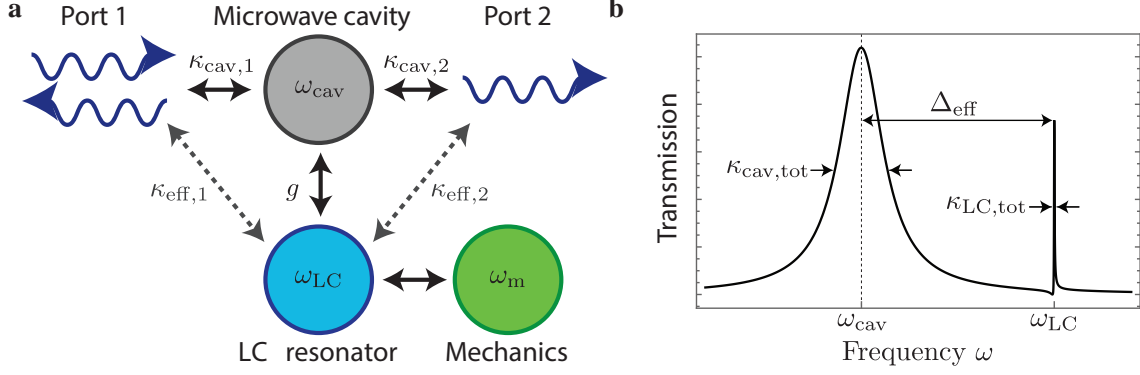 a
Port 1
Microwave cavity
Port 2
κcav,1
ωcav
κcav,2
κeff,1
g
κeff,2
ωLC
ωm
LC resonator
Mechanics
b
Transmission
Δeff
κcav,tot
κLC,tot
ωcav
ωLC
Frequency ω